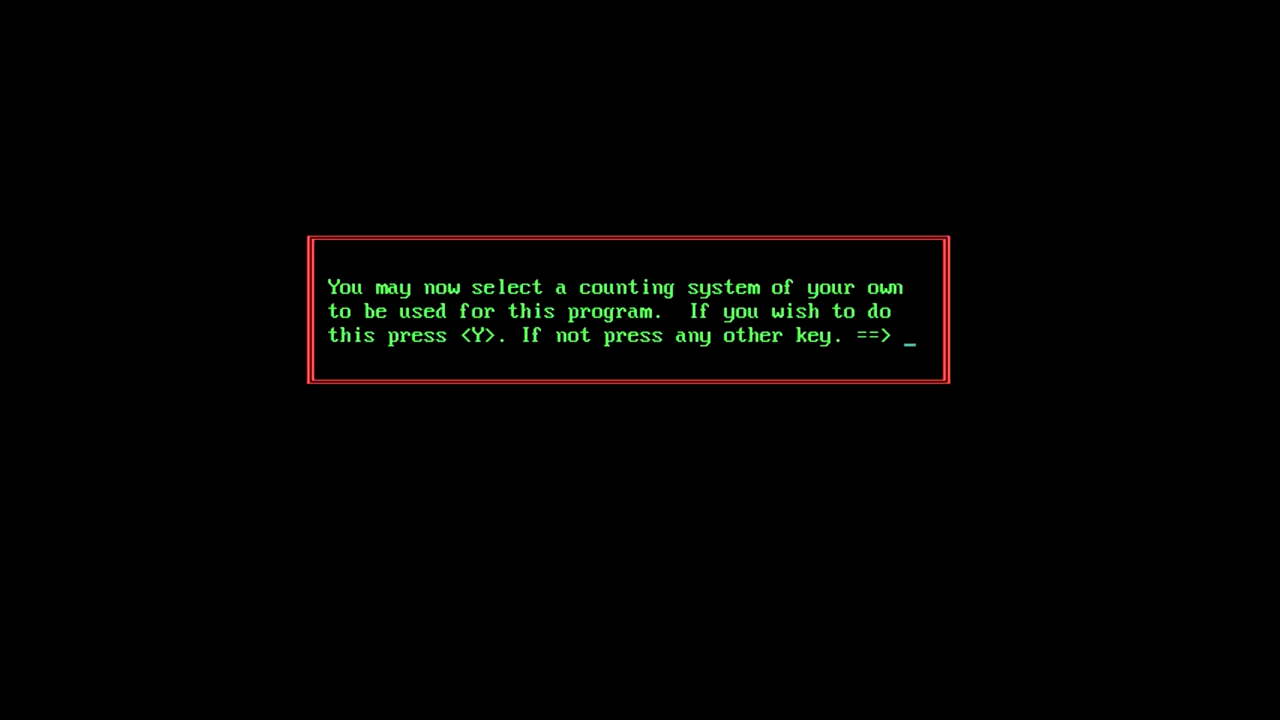 You may now select a counting system of your own
to be used for this program.  If you wish to do
this press <Y>. If not press any other key. ==> _